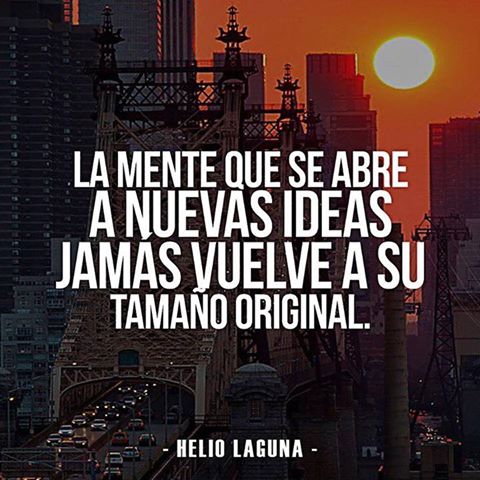 LA MENTE QUE SE ABRE
A NUEVAS IDEAS
JAMÁS VUELVE A SU
TAMAÑO ORIGINAL.
- HELIO LAGUNA -